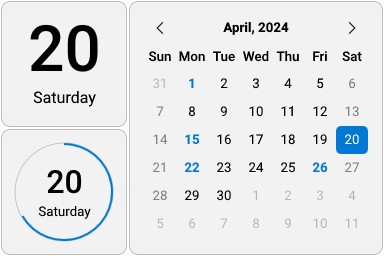 20
Saturday
20
Saturday
April, 2024
Sun Mon Tue Wed Thu Fri Sat
31 1 2 3 4 5 6
7 8 9 10 11 12 13
14 15 16 17 18 19 20
21 22 23 24 25 26 27
28 29 30 1 2 3 4
5 6 7 8 9 10 11